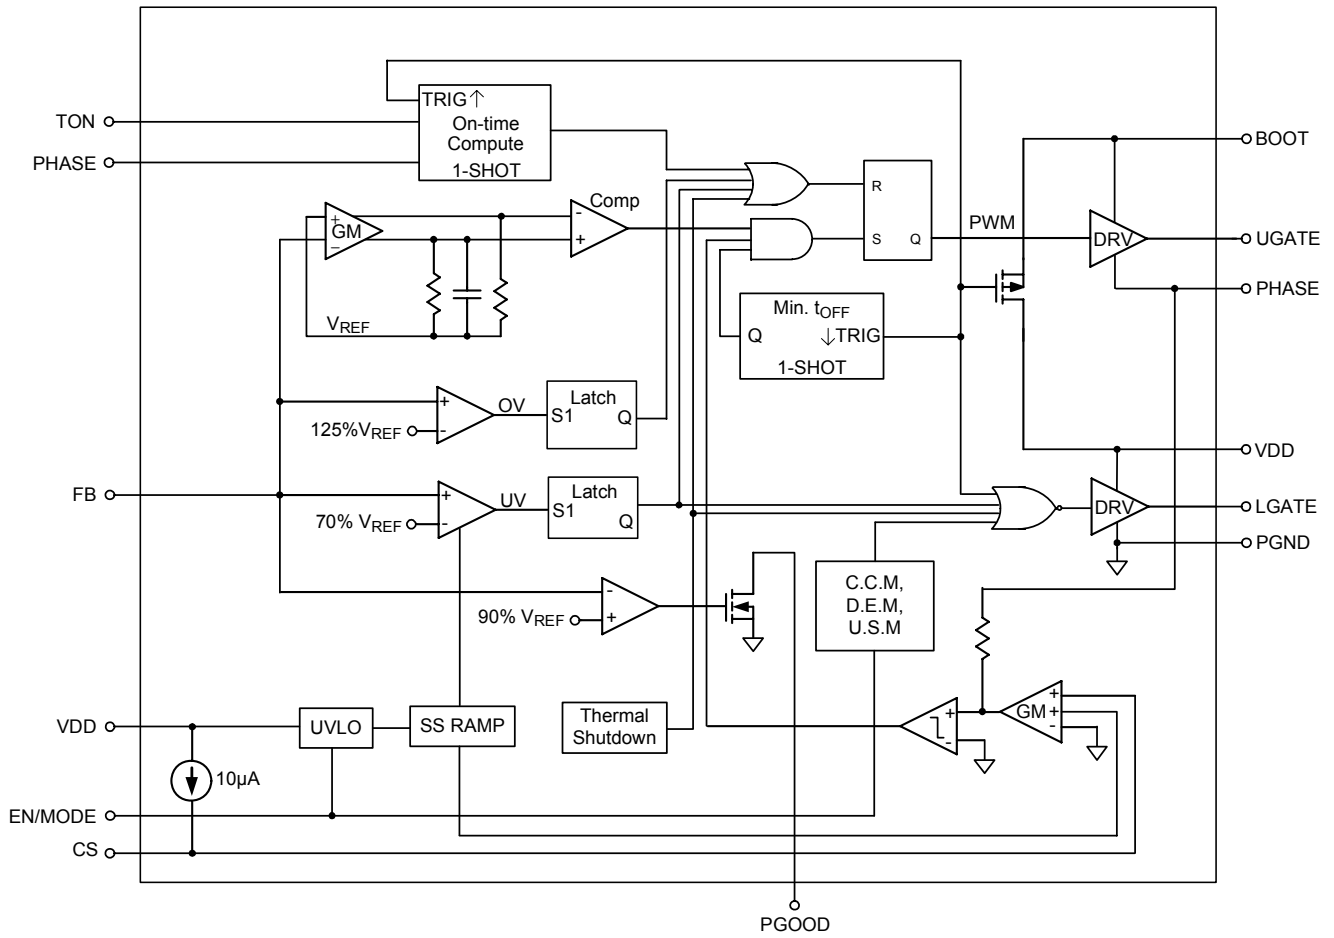 TRIG↑
TON
On-time
Compute
PHASE
1-SHOT
BOOT
R
Comp
-
+
+
GM
−
S
Q
PWM
DRV
UGATE
PHASE
Min. tOFF
VREF
Q
↓TRIG
1-SHOT
Latch
+
OV
S1
Q
125%VREF
-
VDD
Latch
FB
+
UV
S1
Q
70% VREF
-
DRV
LGATE
PGND
C.C.M,
D.E.M,
U.S.M
-
90% VREF
+
VDD
UVLO
SS RAMP
Thermal
Shutdown
+
-
GM
+
+
-
10µA
EN/MODE
CS
PGOOD